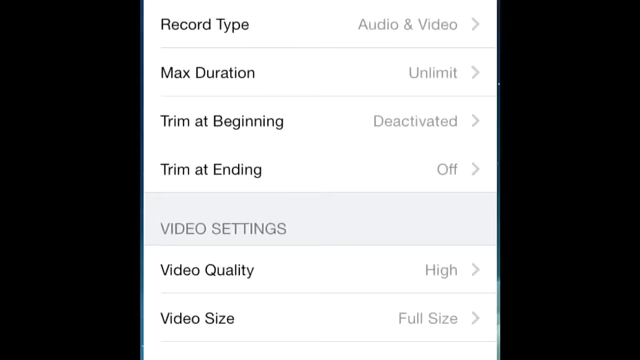 Record Type Audio & Video
Max Duration Unlimit
Trim at Beginning Deactivated
Trim at Ending Off
VIDEO SETTINGS
Video Quality High
Video Size Full Size